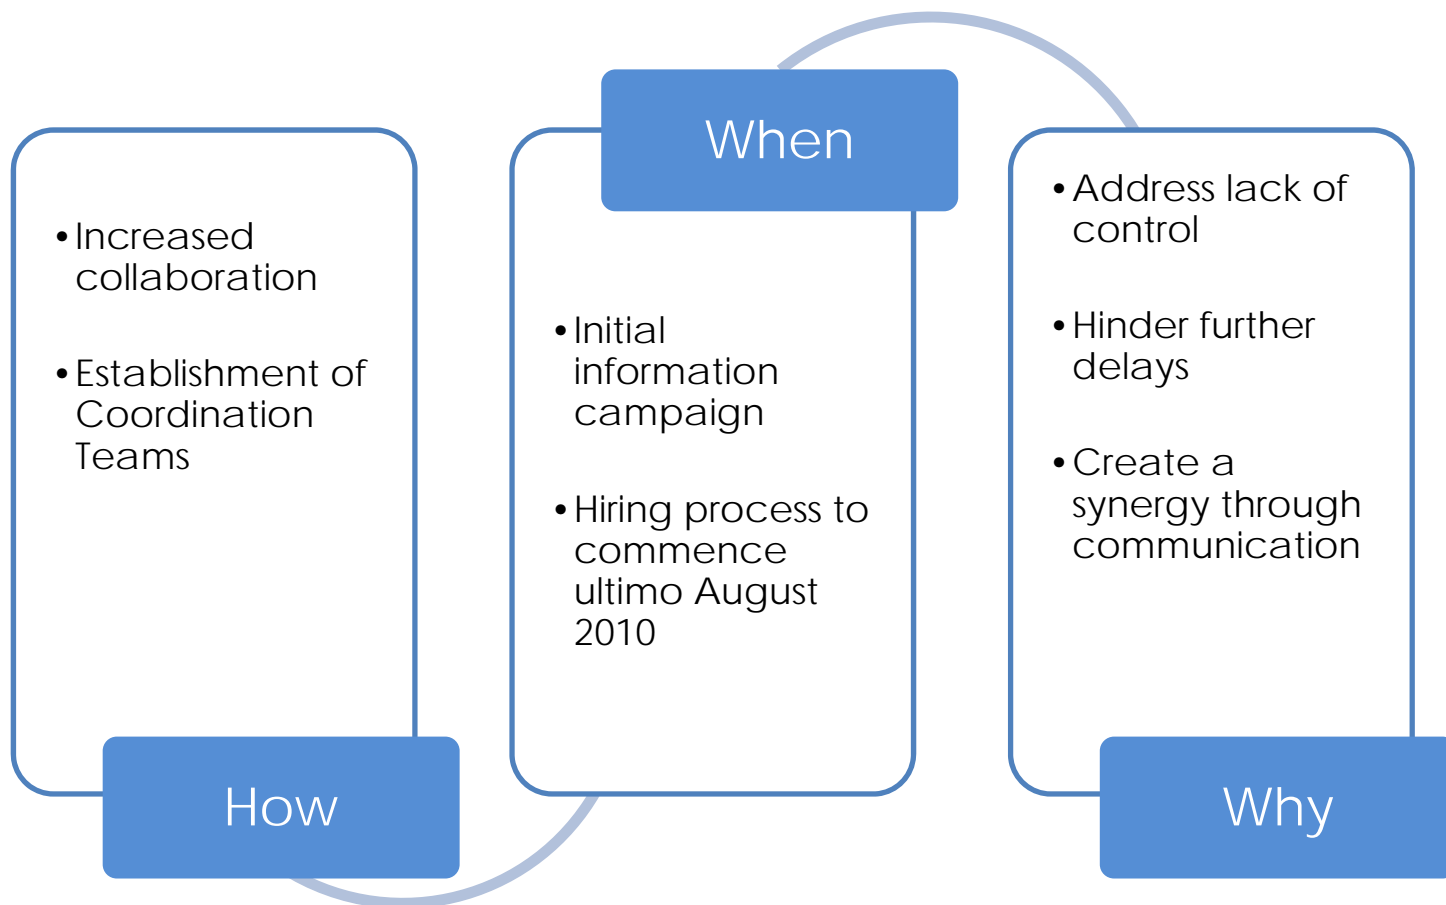 • Increased
collaboration
• Establishment of
Coordination
Teams
How
When
• Initial
information
campaign
• Hiring process to
commence
ultimo August
2010
• Address lack of
control
• Hinder further
delays
• Create a
synergy through
communication
Why